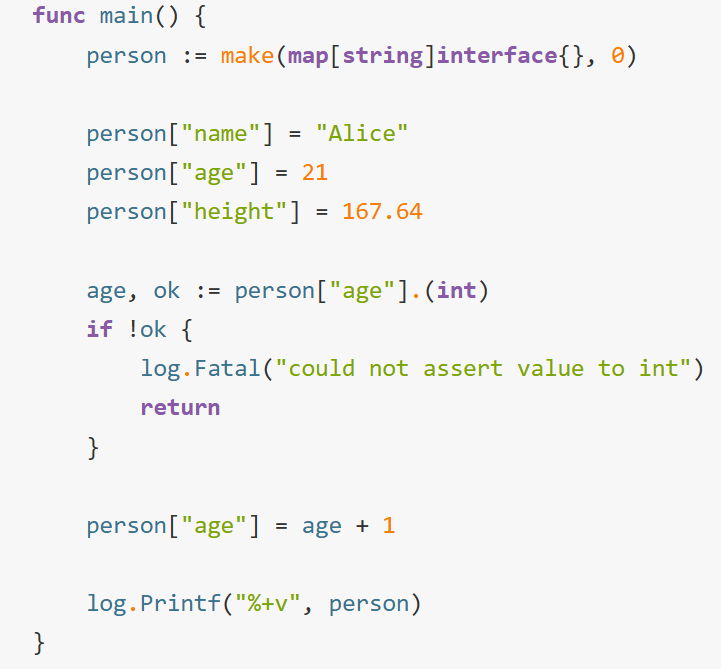 func main() {
    person := make(map[string]interface{}, 0)

    person["name"] = "Alice"
    person["age"] = 21
    person["height"] = 167.64

    age, ok := person["age"].(int)
    if !ok {
        log.Fatal("could not assert value to int")
        return
    }

    person["age"] = age + 1

    log.Printf("%+v", person)
}